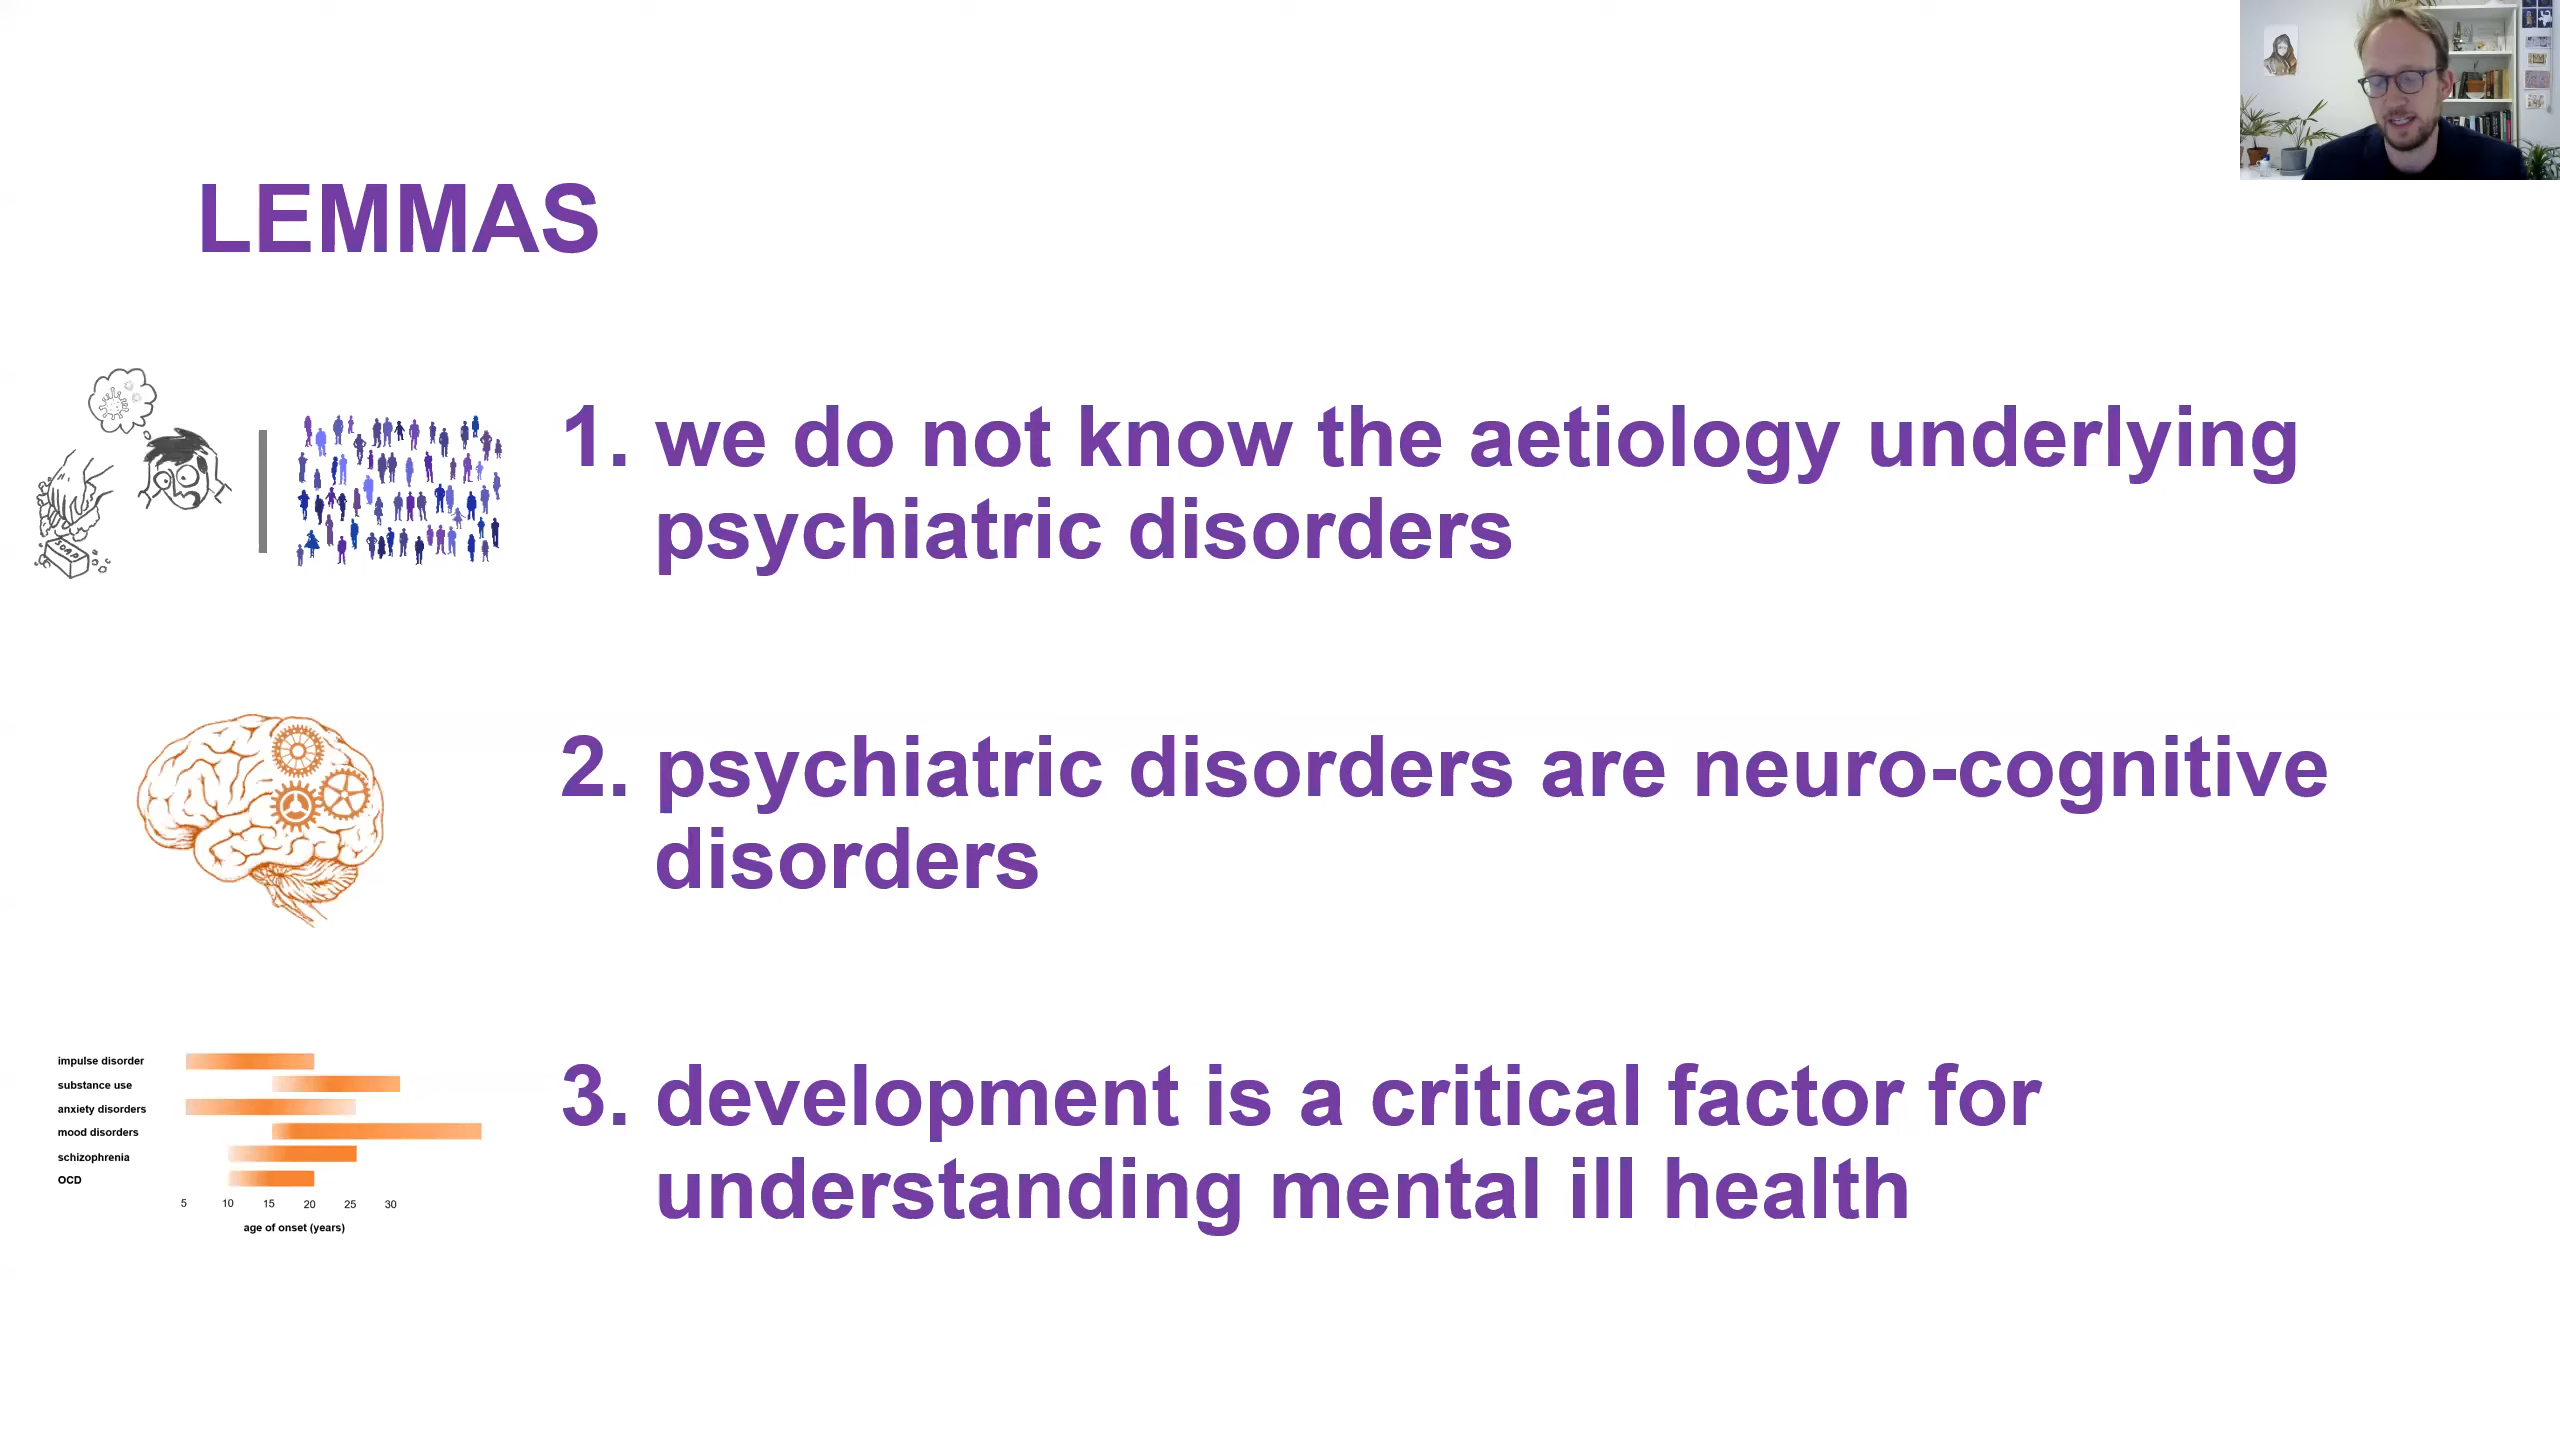 LEMMAS
SOAP
1. we do not know the aetiology underlying
psychiatric disorders
2. psychiatric disorders are neuro-cognitive
disorders
3. development is a critical factor for
understanding mental ill health
impulse disorder
substance use
anxiety disorders
mood disorders
schizophrenia
OCD
5 10 15 20 25 30
age of onset (years)